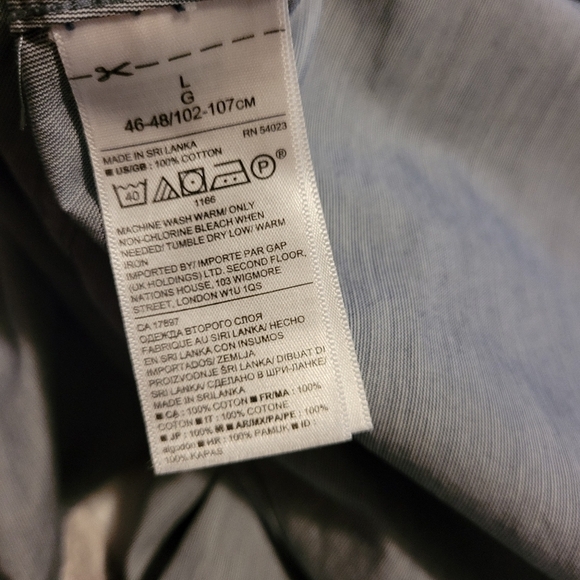 L
G
46-48/102-107CM
RN 54023
MADE IN SRI LANKA
■ US/GB : 100% COTTON
40 P ®
1166
MACHINE WASH WARM/ ONLY
NON-CHLORINE BLEACH WHEN
NEEDED/ TUMBLE DRY LOW/ WARM
IRON
IMPORTED BY/ IMPORTE PAR GAP
(UK HOLDINGS) LTD, SECOND FLOOR,
NATIONS HOUSE, 103 WIGMORE
STREET, LONDON W1U 1QS
CA 17897
ОДЕЖДА ВТОРОГО СЛОЯ
FABRIQUE AU SRI LANKA/ HECHO
EN SRI LANKA CON INSUMOS
IMPORTADOS/ ZEMLJA
PROIZVODNJE ŠRI LANKA/ DIBUAT DI
SRI LANKA/ СДЕЛАНО В ШРИ-ЛАНКЕ/
MADE IN SRILANKA
■ CA : 100% COTON ■ FR/MA : 100%
COTON ■ IT : 100% COTONE
■ JP : 100% 綿 ■ AR/MX/PA/PE : 100%
algodon ■ HR : 100% PAMUK ■ ID :
100% KAPAS